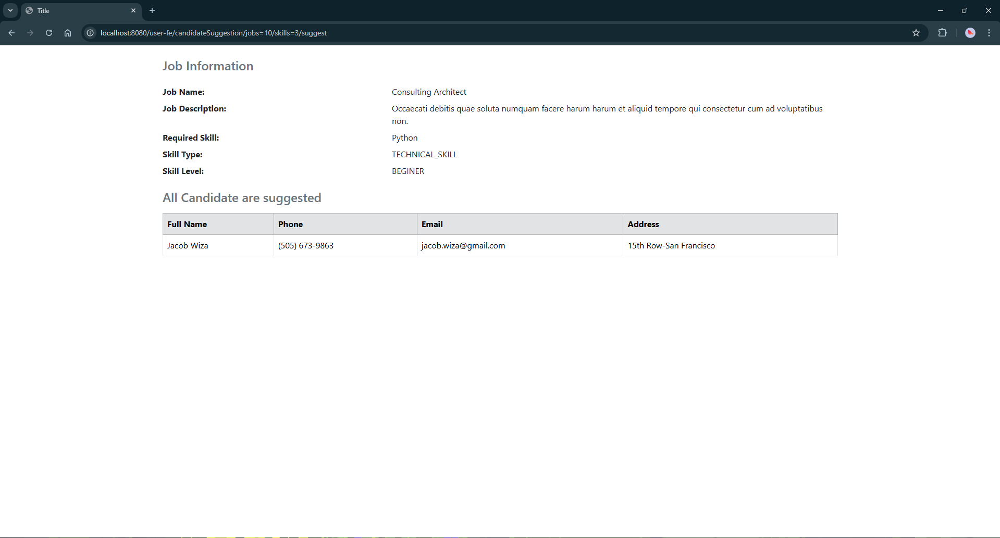 Title
localhost:8080/user-fe/candidateSuggestion/jobs=10/skills=3/suggest
Job Information
Job Name: Consulting Architect
Job Description: Occaecati debitis quae soluta numquam facere harum harum et aliquid tempore qui consectetur cum ad voluptatibus
non.
Required Skill: Python
Skill Type: TECHNICAL_SKILL
Skill Level: BEGINER
All Candidate are suggested
Full Name Phone Email Address
Jacob Wiza (505) 673-9863 jacob.wiza@gmail.com 15th Row-San Francisco